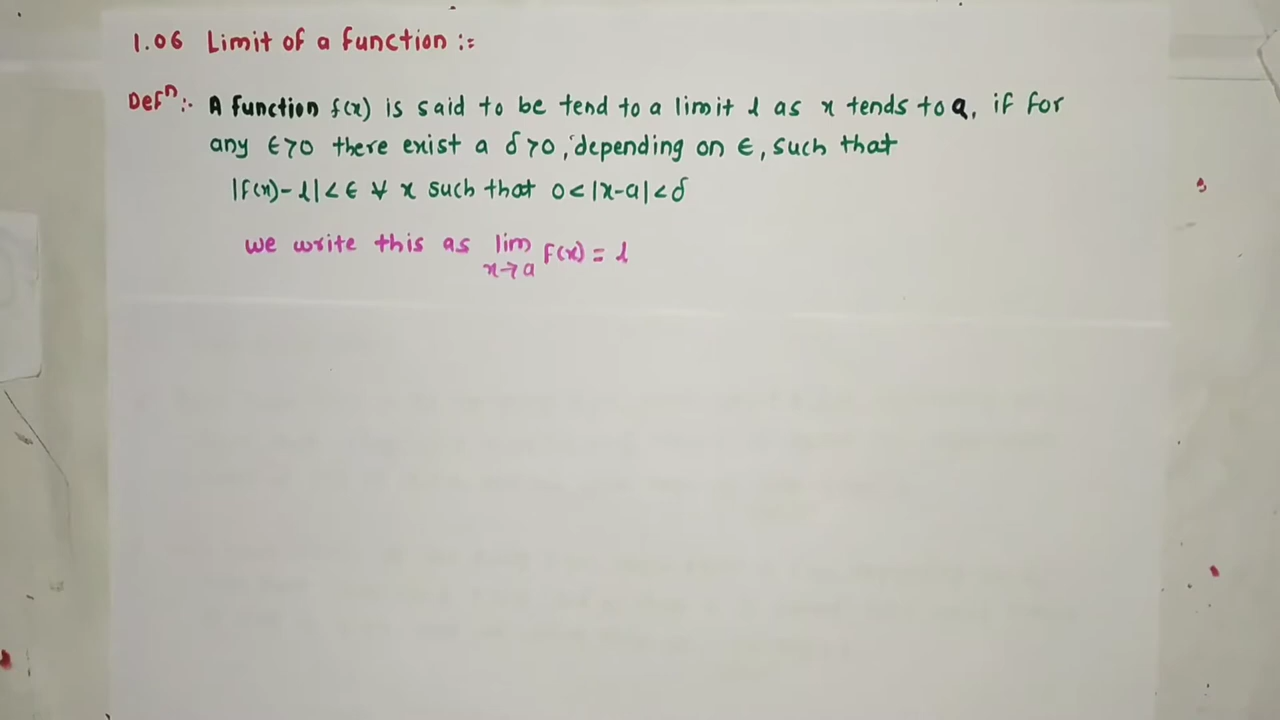 1.06 Limit of a function :=
Defⁿ:- A function f(x) is said to be tend to a limit l as x tends to a, if for
any ϵ>0 there exist a δ>0, depending on ϵ, such that
|f(x)-l|<ϵ ∀ x such that 0<|x-a|<δ
we write this as lim f(x) = l
x→a